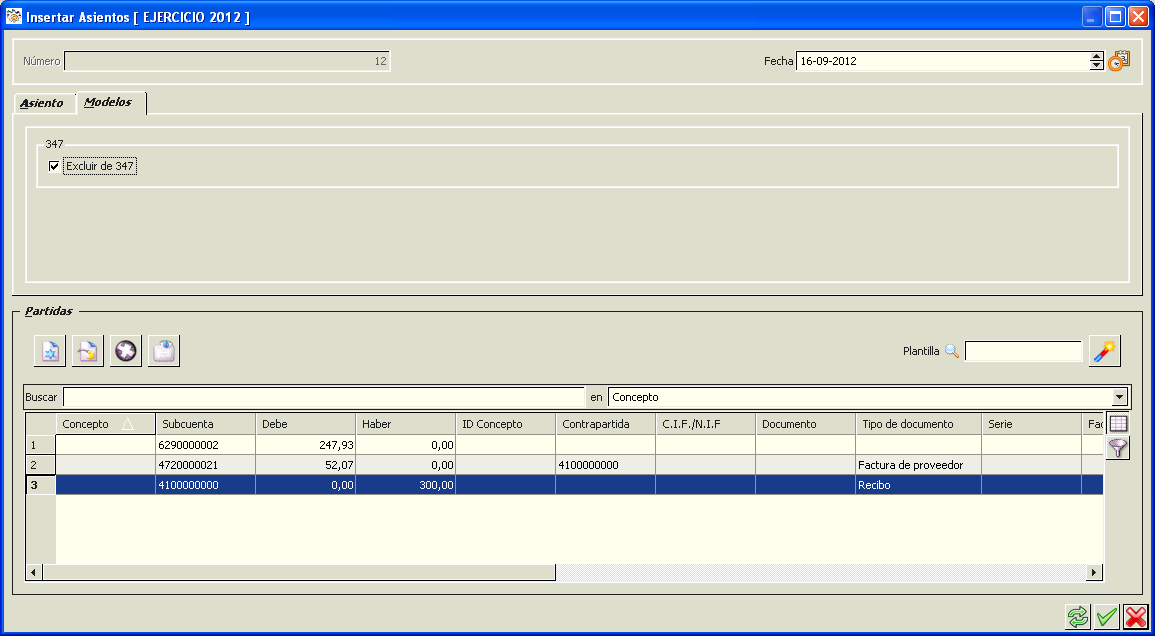 Insertar Asientos [ EJERCICIO 2012 ]
Número 12 Fecha 16-09-2012
Asiento Modelos
347
Excluir de 347
Partidas
Plantilla
Buscar en Concepto
Concepto Subcuenta Debe Haber ID Concepto Contrapartida C.I.F./N.I.F Documento Tipo de documento Serie Fac
1 6290000002 247,93 0,00
2 4720000021 52,07 0,00 4100000000 Factura de proveedor
3 4100000000 0,00 300,00 Recibo